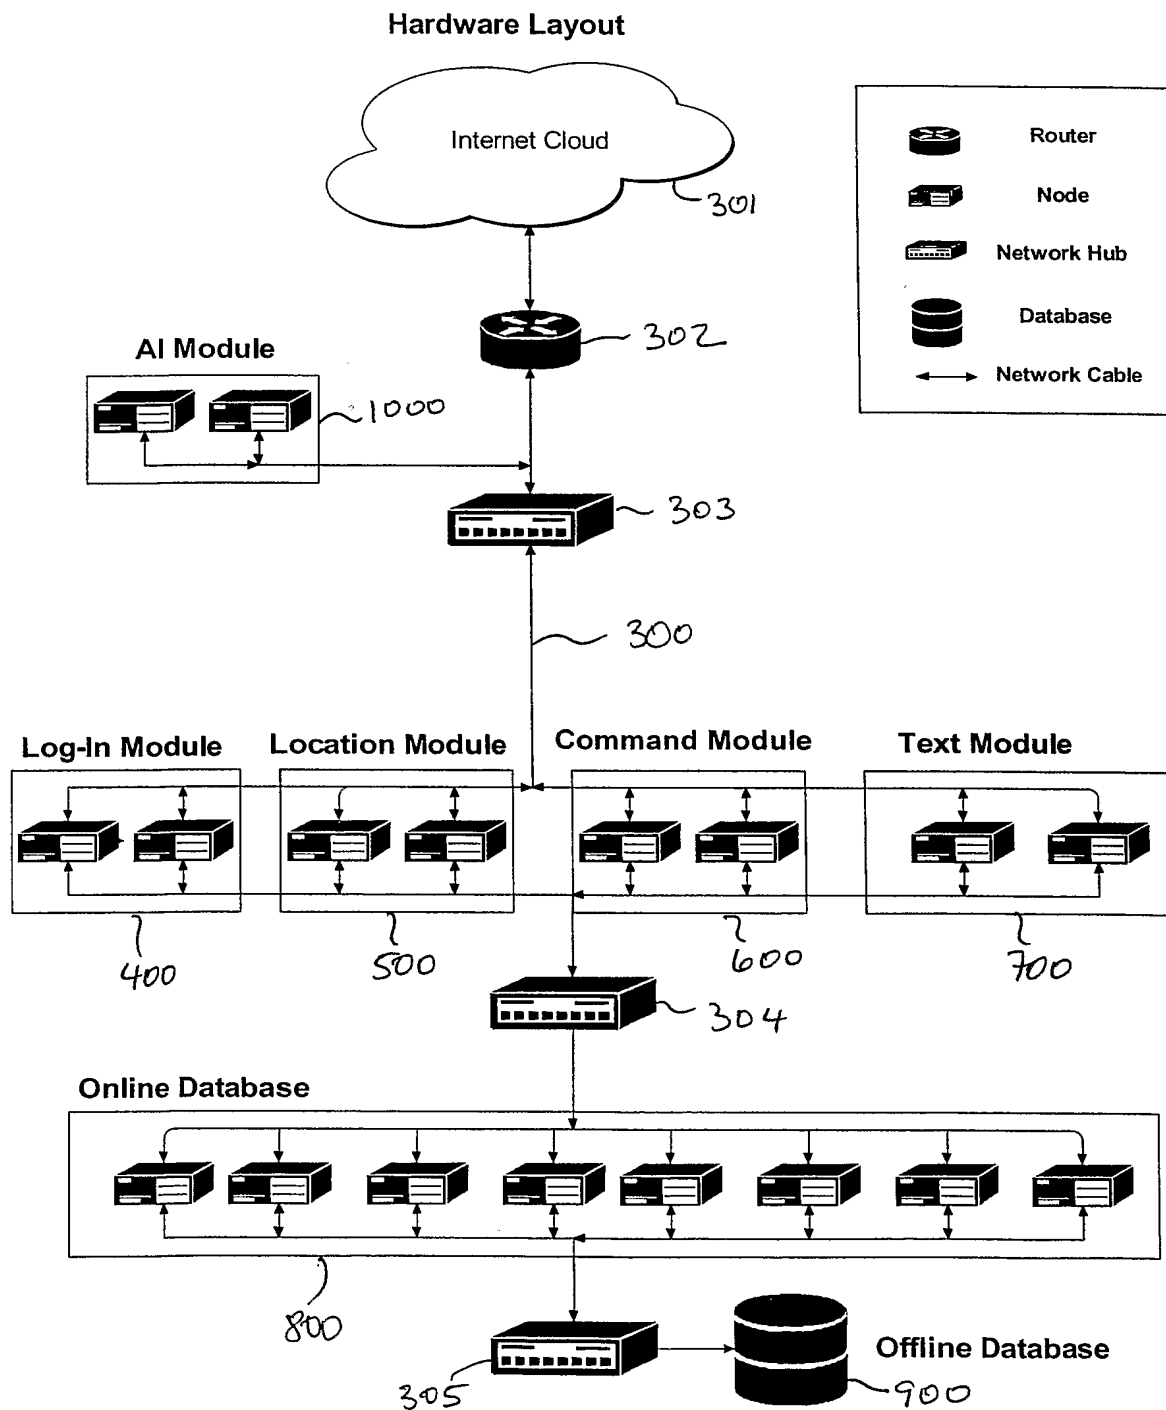 Hardware Layout
Internet Cloud
301
Router
Node
Network Hub
Database
Network Cable
302
AI Module
1000
303
300
Log-In Module
Location Module
Command Module
Text Module
400
500
600
700
304
Online Database
800
305
Offline Database
900